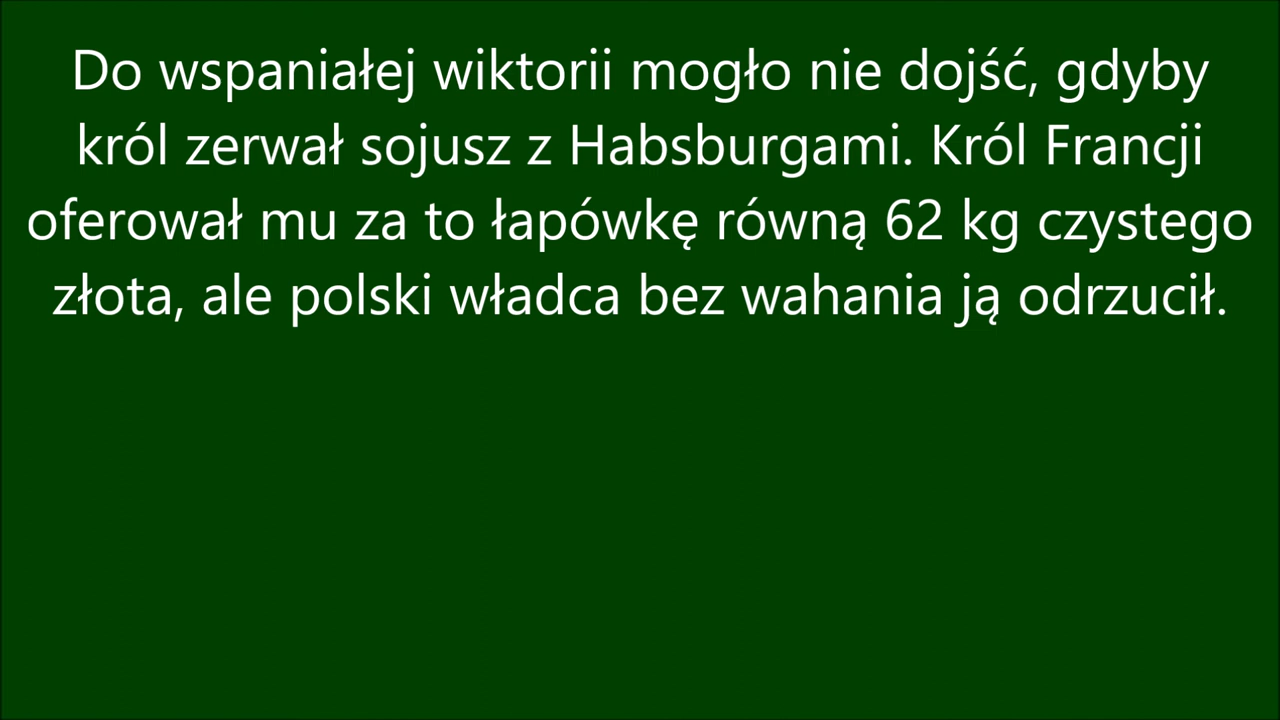 Do wspaniałej wiktorii mogło nie dojść, gdyby
król zerwał sojusz z Habsburgami. Król Francji
oferował mu za to łapówkę równą 62 kg czystego
złota, ale polski władca bez wahania ją odrzucił.